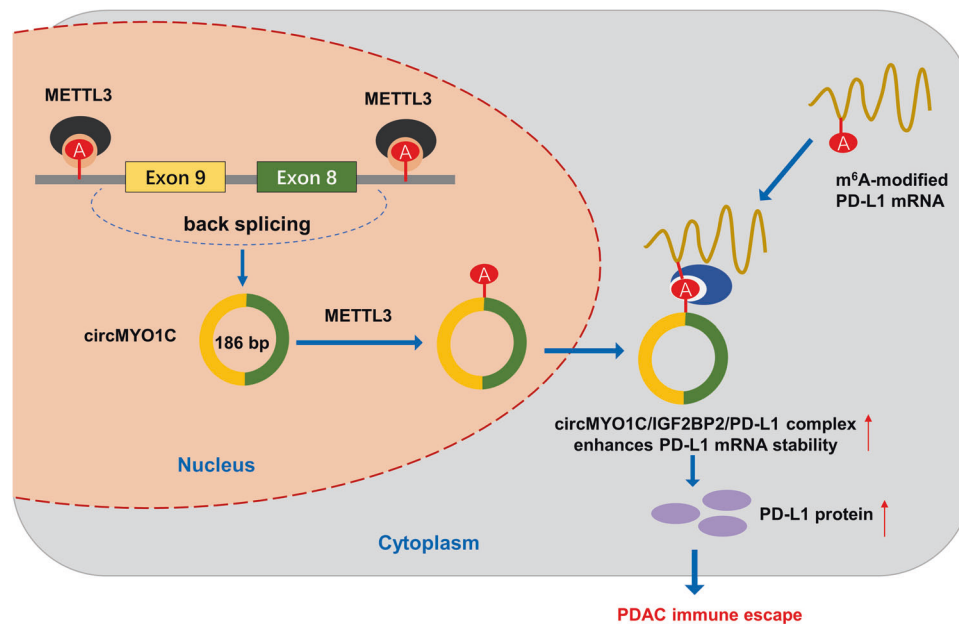 METTL3
METTL3
A
A
Exon 9
Exon 8
back splicing
circMYO1C
186 bp
METTL3
A
Nucleus
Cytoplasm
A
m⁶A-modified
PD-L1 mRNA
A
circMYO1C/IGF2BP2/PD-L1 complex
enhances PD-L1 mRNA stability
PD-L1 protein
PDAC immune escape